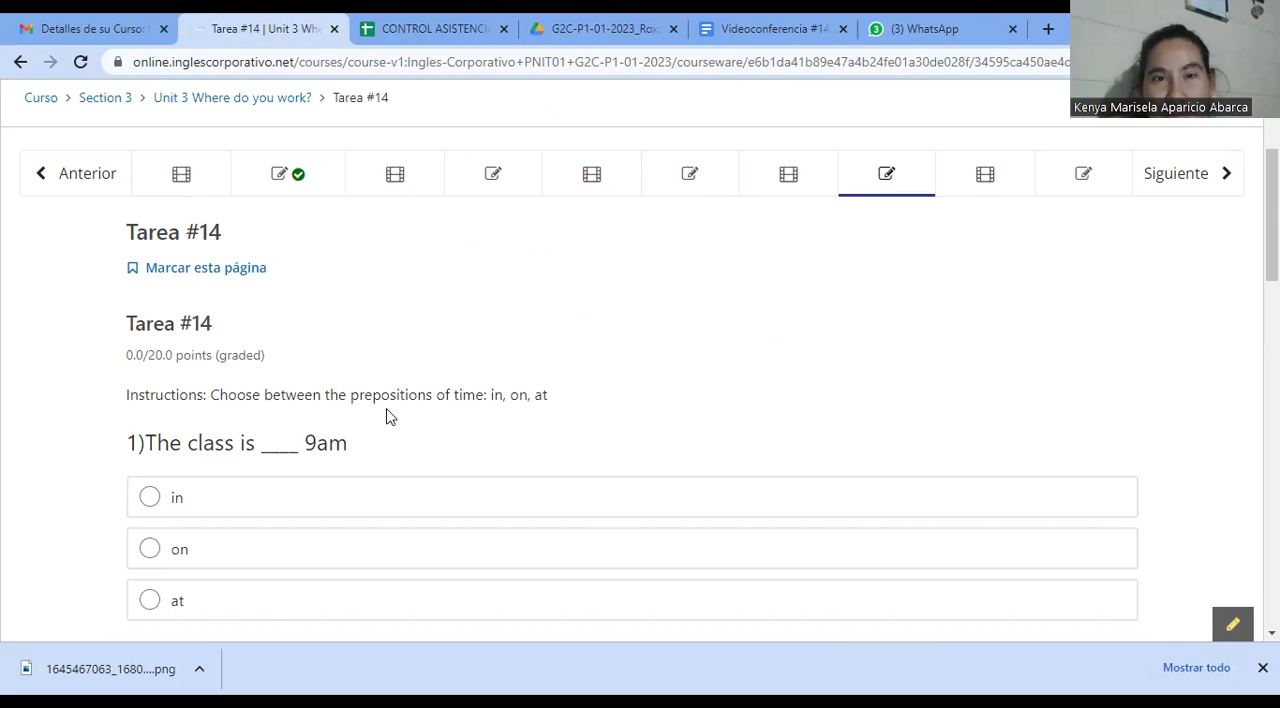 Detalles de su Curso:
Tarea #14 | Unit 3 Whe
CONTROL ASISTENCI
G2C-P1-01-2023_Rox
Videoconferencia #14
(3) WhatsApp
online.inglescorporativo.net/courses/course-v1:Ingles-Corporativo+PNIT01+G2C-P1-01-2023/courseware/e6b1da41b89e47a4b24fe01a30de028f/34595ca450ae4c
Kenya Marisela Aparicio Abarca
Curso > Section 3 > Unit 3 Where do you work? > Tarea #14
Anterior
Siguiente
Tarea #14
Marcar esta página
Tarea #14
0.0/20.0 points (graded)
Instructions: Choose between the prepositions of time: in, on, at
1)The class is ____ 9am
in
on
at
1645467063_1680....png
Mostrar todo